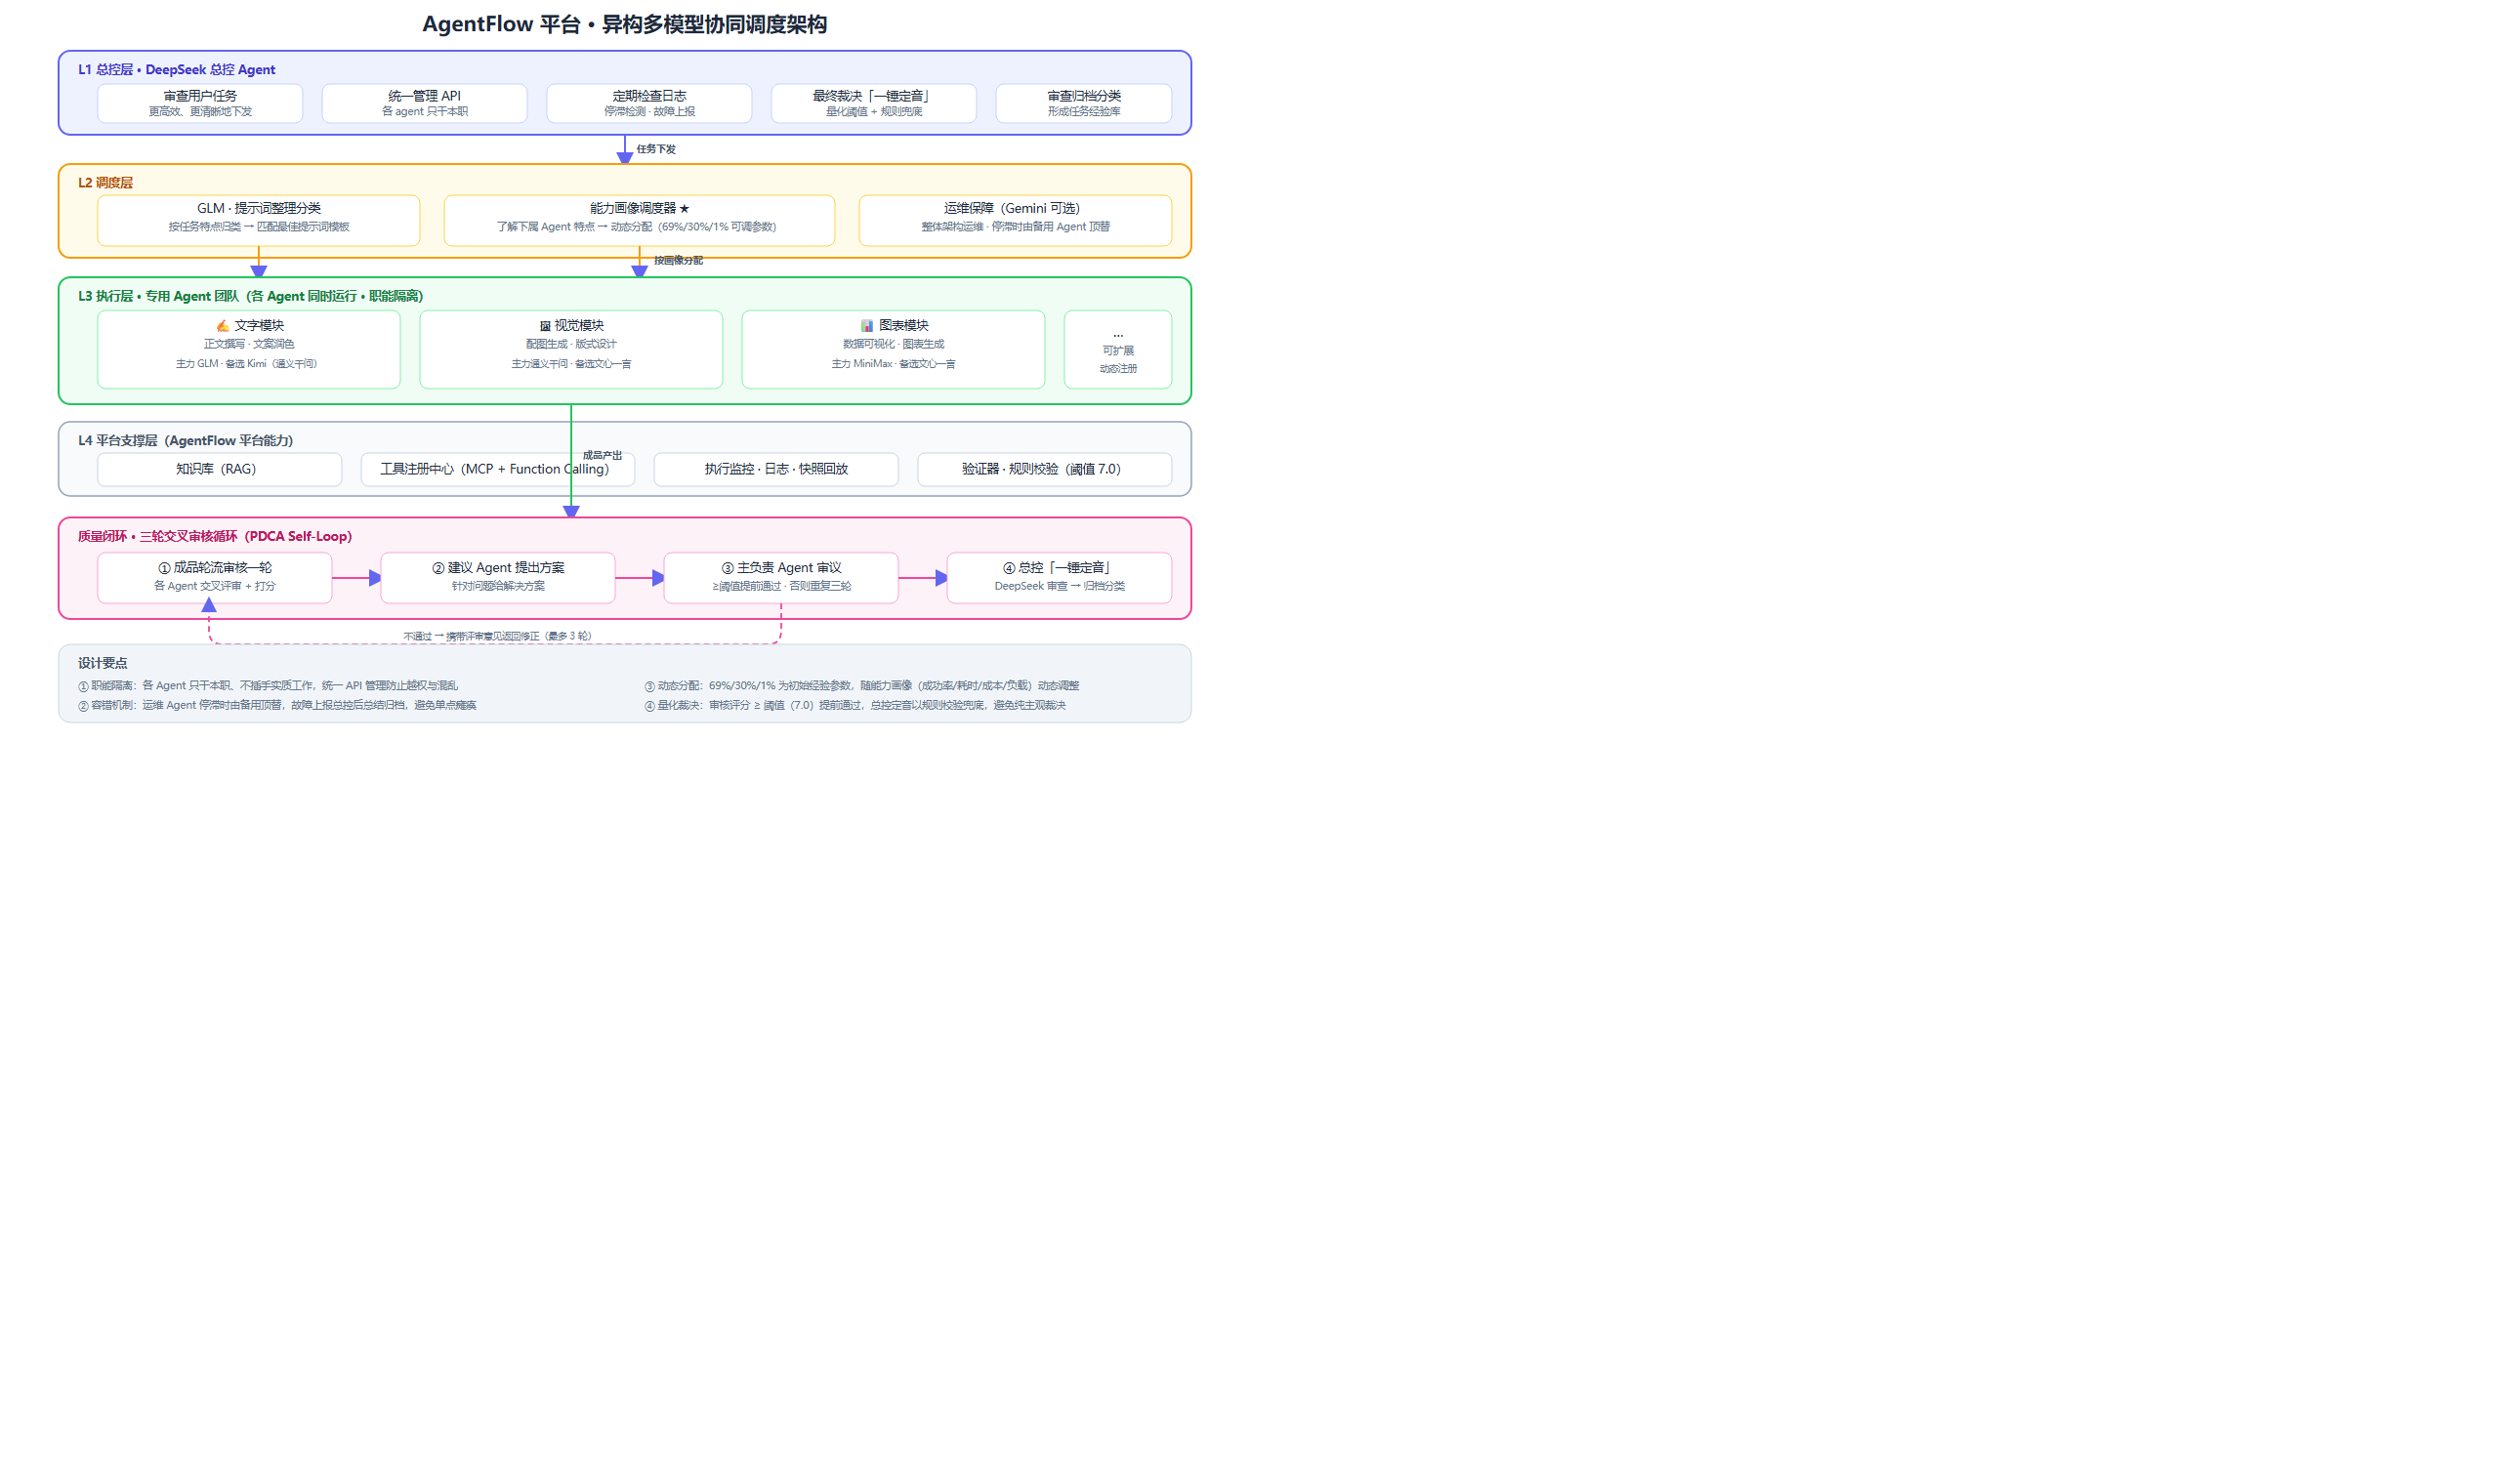 AgentFlow 平台 • 异构多模型协同调度架构
L1 总控层 • DeepSeek 总控 Agent
审查用户任务
更高效、更清晰地下发
统一管理 API
各 agent 只干本职
定期检查日志
停滞检测 · 故障上报
最终裁决「一锤定音」
量化阈值 + 规则兜底
审查归档分类
形成任务经验库
任务下发
L2 调度层
GLM · 提示词整理分类
按任务特点归类 → 匹配最佳提示词模板
能力画像调度器 ★
了解下属 Agent 特点 → 动态分配（69%/30%/1% 可调参数）
运维保障（Gemini 可选）
整体架构运维 · 停滞时由备用 Agent 顶替
按画像分配
L3 执行层 • 专用 Agent 团队（各 Agent 同时运行 • 职能隔离）
✍ 文字模块
正文撰写 · 文案润色
主力 GLM · 备选 Kimi（通义千问）
🖼 视觉模块
配图生成 · 版式设计
主力通义千问 · 备选文心一言
📊 图表模块
数据可视化 · 图表生成
主力 MiniMax · 备选文心一言
...
可扩展
动态注册
L4 平台支撑层（AgentFlow 平台能力）
成品产出
知识库（RAG）
工具注册中心（MCP + Function Calling）
执行监控 · 日志 · 快照回放
验证器 · 规则校验（阈值 7.0）
质量闭环 • 三轮交叉审核循环（PDCA Self-Loop）
① 成品轮流审核一轮
各 Agent 交叉评审 + 打分
② 建议 Agent 提出方案
针对问题给解决方案
③ 主负责 Agent 审议
≥阈值提前通过 · 否则重复三轮
④ 总控「一锤定音」
DeepSeek 审查 → 归档分类
不通过 → 携带评审意见返回修正（最多 3 轮）
设计要点
① 职能隔离：各 Agent 只干本职、不插手实质工作，统一 API 管理防止越权与混乱
② 容错机制：运维 Agent 停滞时由备用顶替，故障上报总控后总结归档，避免单点瘫痪
③ 动态分配：69%/30%/1% 为初始经验参数，随能力画像（成功率/耗时/成本/负载）动态调整
④ 量化裁决：审核评分 ≥ 阈值（7.0）提前通过，总控定音以规则校验兜底，避免纯主观裁决